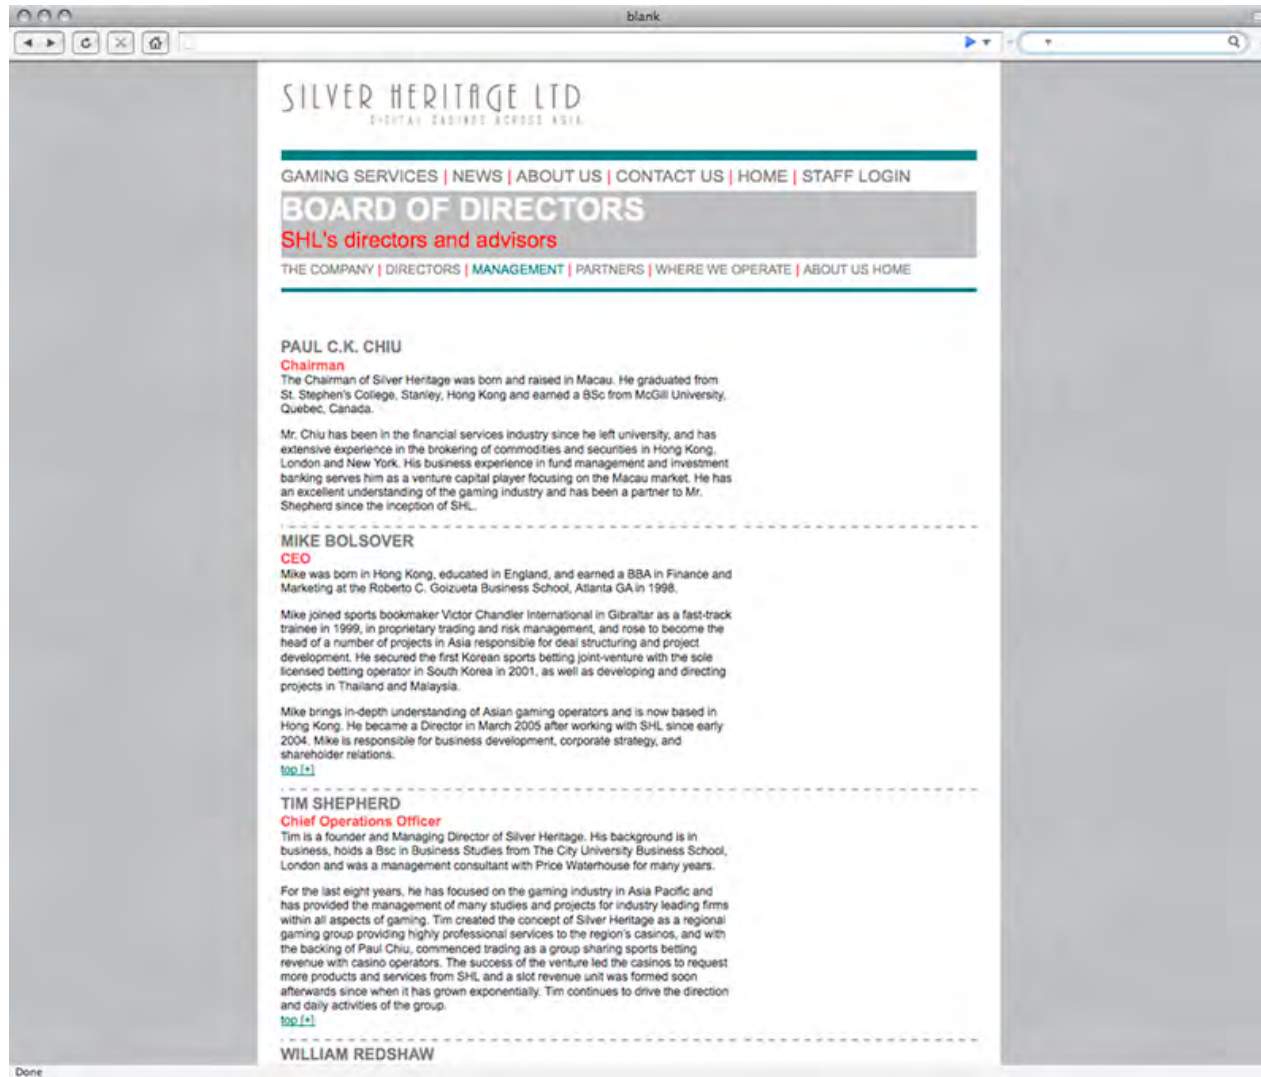 blank
SILVER HERITAGE LTD
DIGITAL CASINOS ACROSS ASIA
GAMING SERVICES | NEWS | ABOUT US | CONTACT US | HOME | STAFF LOGIN
BOARD OF DIRECTORS
SHL's directors and advisors
THE COMPANY | DIRECTORS | MANAGEMENT | PARTNERS | WHERE WE OPERATE | ABOUT US HOME
PAUL C.K. CHIU
Chairman
The Chairman of Silver Heritage was born and raised in Macau. He graduated from
St. Stephen's College, Stanley, Hong Kong and earned a BSc from McGill University,
Quebec, Canada.
Mr. Chiu has been in the financial services industry since he left university, and has
extensive experience in the brokering of commodities and securities in Hong Kong,
London and New York. His business experience in fund management and investment
banking serves him as a venture capital player focusing on the Macau market. He has
an excellent understanding of the gaming industry and has been a partner to Mr.
Shepherd since the inception of SHL.
MIKE BOLSOVER
CEO
Mike was born in Hong Kong, educated in England, and earned a BBA in Finance and
Marketing at the Roberto C. Goizueta Business School, Atlanta GA in 1998.
Mike joined sports bookmaker Victor Chandler International in Gibraltar as a fast-track
trainee in 1999, in proprietary trading and risk management, and rose to become the
head of a number of projects in Asia responsible for deal structuring and project
development. He secured the first Korean sports betting joint-venture with the sole
licensed betting operator in South Korea in 2001, as well as developing and directing
projects in Thailand and Malaysia.
Mike brings in-depth understanding of Asian gaming operators and is now based in
Hong Kong. He became a Director in March 2005 after working with SHL since early
2004. Mike is responsible for business development, corporate strategy, and
shareholder relations.
top [+]
TIM SHEPHERD
Chief Operations Officer
Tim is a founder and Managing Director of Silver Heritage. His background is in
business, holds a Bsc in Business Studies from The City University Business School,
London and was a management consultant with Price Waterhouse for many years.
For the last eight years, he has focused on the gaming industry in Asia Pacific and
has provided the management of many studies and projects for industry leading firms
within all aspects of gaming. Tim created the concept of Silver Heritage as a regional
gaming group providing highly professional services to the region's casinos, and with
the backing of Paul Chiu, commenced trading as a group sharing sports betting
revenue with casino operators. The success of the venture led the casinos to request
more products and services from SHL and a slot revenue unit was formed soon
afterwards since when it has grown exponentially. Tim continues to drive the direction
and daily activities of the group.
top [+]
WILLIAM REDSHAW
Done